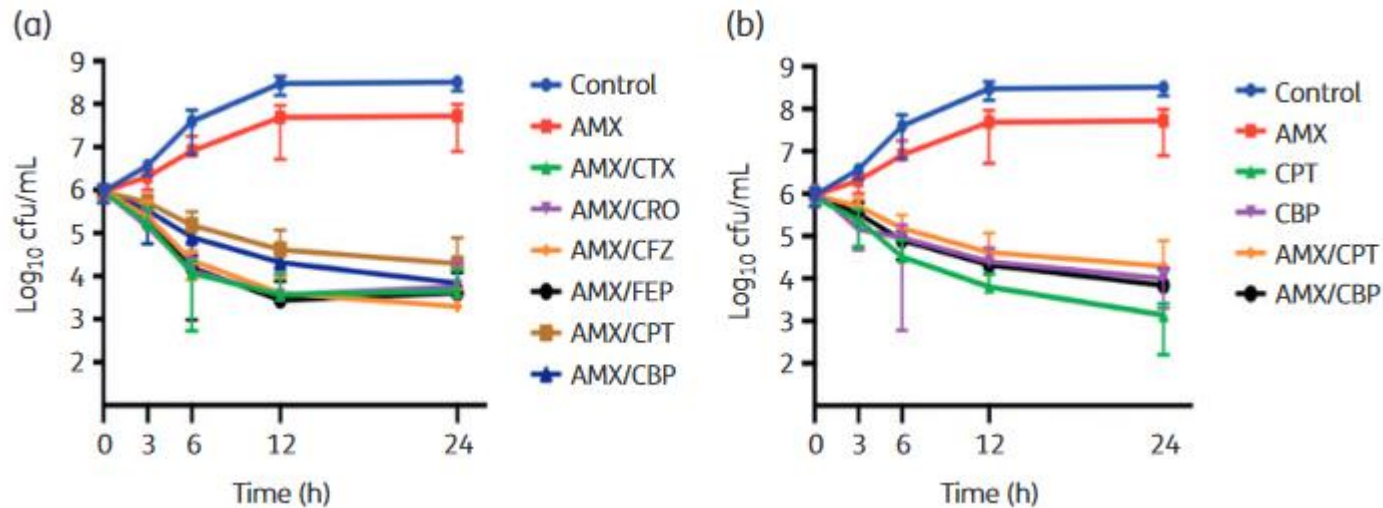 (a)
9
8
7
6
5
4
3
2
Log₁₀ cfu/mL
0 3 6 12 24
Time (h)
Control
AMX
AMX/CTX
AMX/CRO
AMX/CFZ
AMX/FEP
AMX/CPT
AMX/CBP
(b)
9
8
7
6
5
4
3
2
Log₁₀ cfu/mL
0 3 6 12 24
Time (h)
Control
AMX
CPT
CBP
AMX/CPT
AMX/CBP